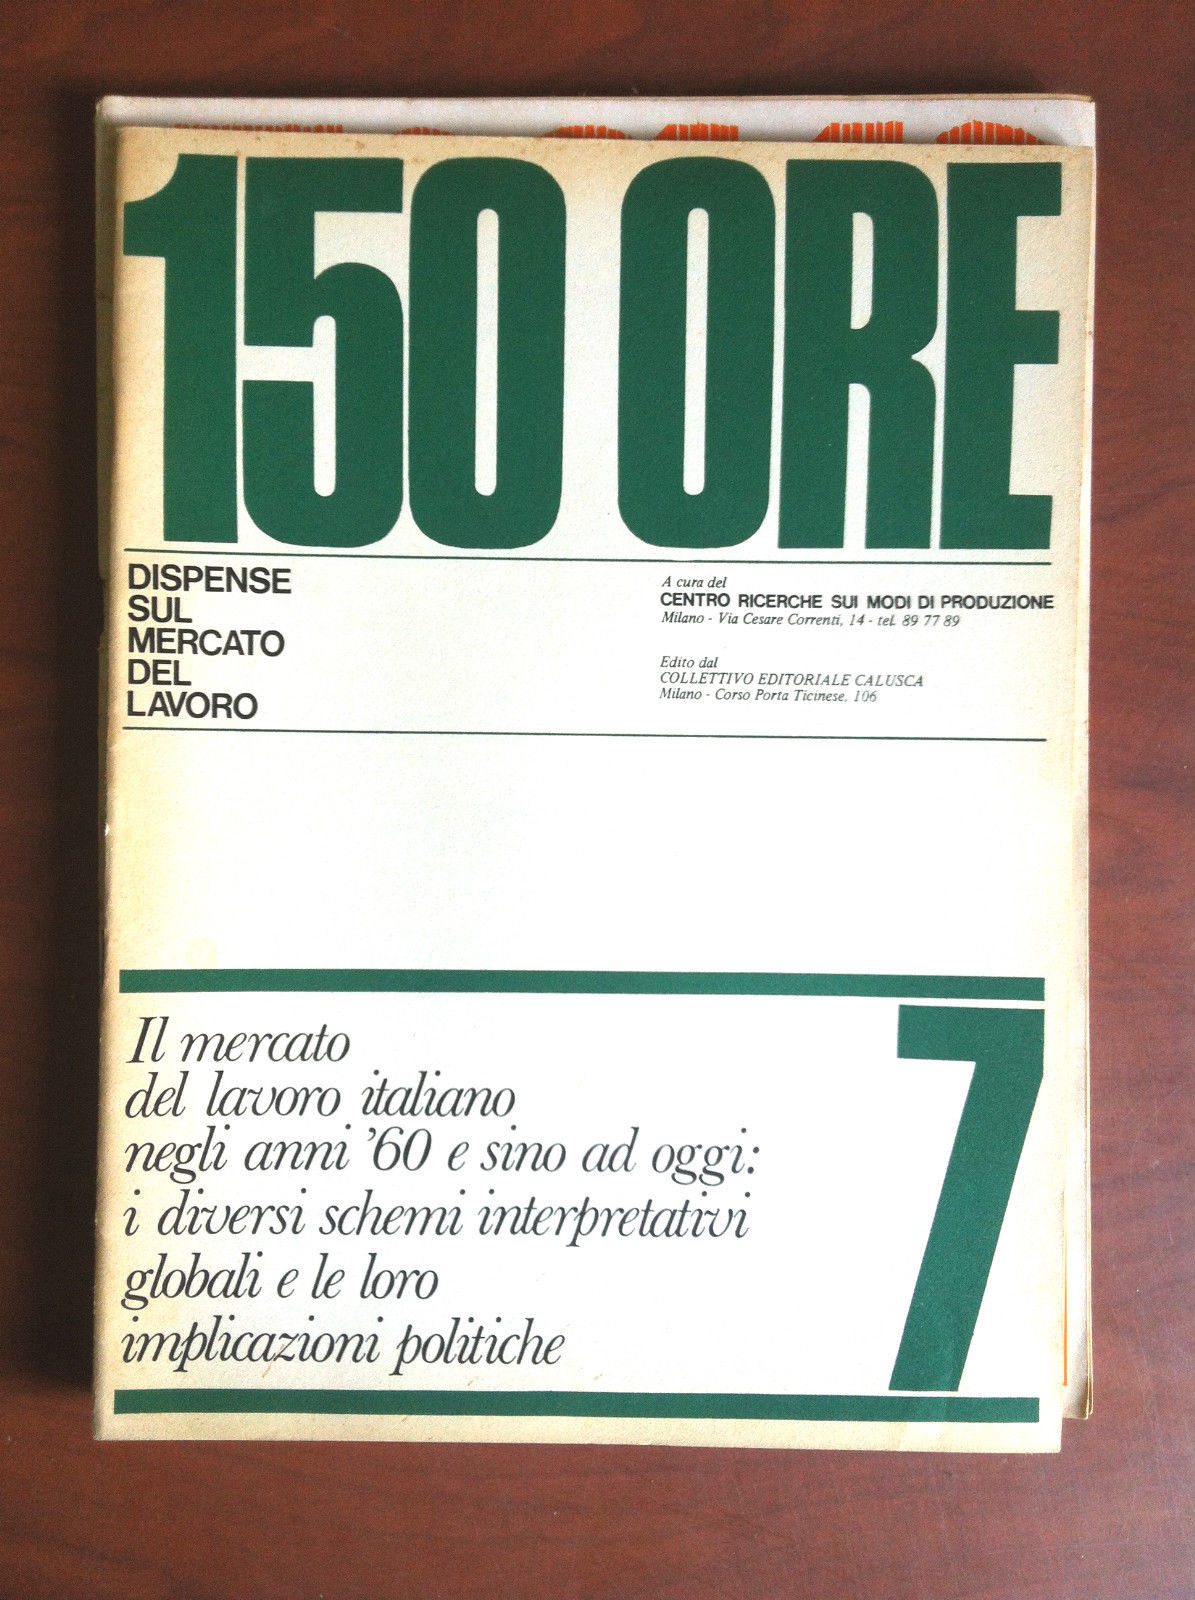 150 ORE
DISPENSE
SUL
MERCATO
DEL
LAVORO
A cura del
CENTRO RICERCHE SUI MODI DI PRODUZIONE
Milano - Via Cesare Correnti, 14 - tel. 89 77 89
Edito dal
COLLETTIVO EDITORIALE CALUSCA
Milano - Corso Porta Ticinese, 106
Il mercato
del lavoro italiano
negli anni '60 e sino ad oggi:
i diversi schemi interpretativi
globali e le loro
implicazioni politiche
7